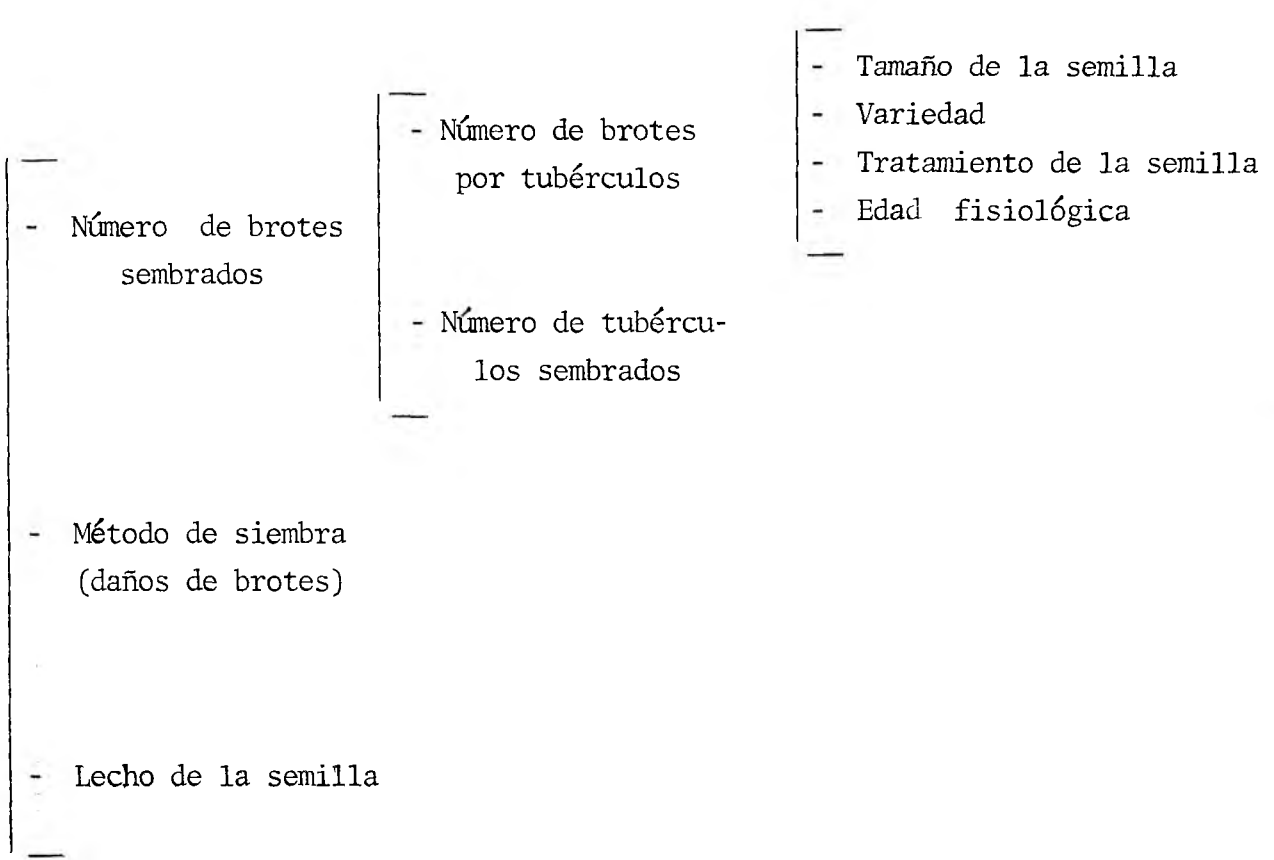 - Número de brotes
sembrados
- Método de siembra
(daños de brotes)
- Lecho de la semilla
- Número de brotes
por tubérculos
- Número de tubércu-
los sembrados
- Tamaño de la semilla
- Variedad
- Tratamiento de la semilla
- Edad fisiológica